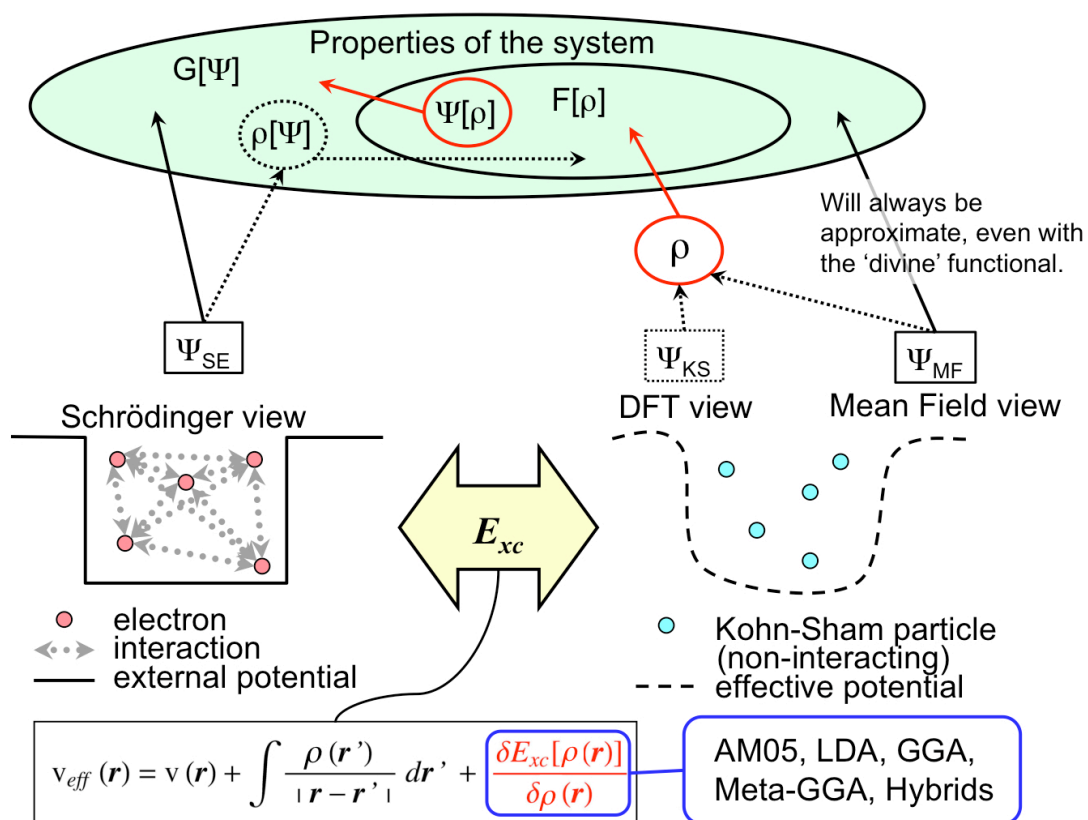 Properties of the system
G[Ψ]
Ψ[ρ]
F[ρ]
ρ[Ψ]
Will always be
approximate, even with
the ‘divine’ functional.
ρ
Ψ_SE
Ψ_KS
Ψ_MF
Schrödinger view
DFT view
Mean Field view
E_xc
electron
interaction
external potential
Kohn-Sham particle
(non-interacting)
effective potential
v_eff (r) = v (r) + ∫ ρ (r ’) / | r – r ’ | dr ’ + δE_xc[ρ(r)] / δρ(r)
AM05, LDA, GGA,
Meta-GGA, Hybrids